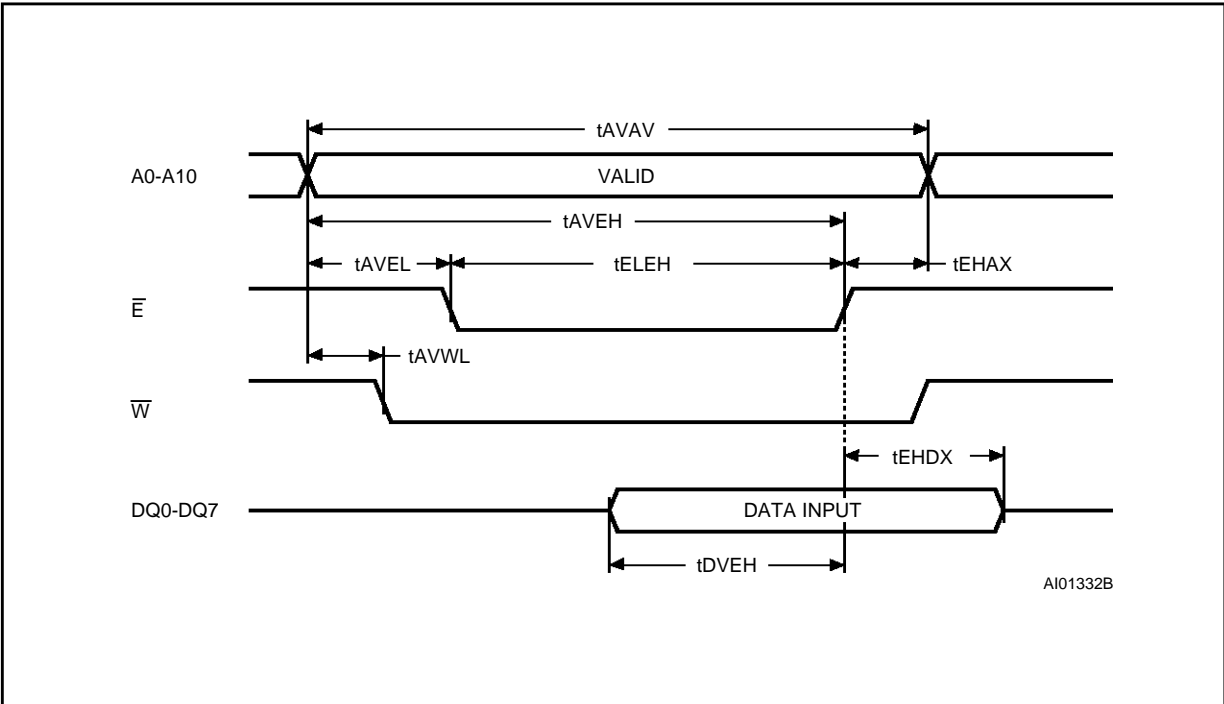 tAVAV
A0-A10
VALID
tAVEH
tAVEL
tELEH
tEHAX
E̅
tAVWL
W̅
tEHDX
DQ0-DQ7
DATA INPUT
tDVEH
AI01332B